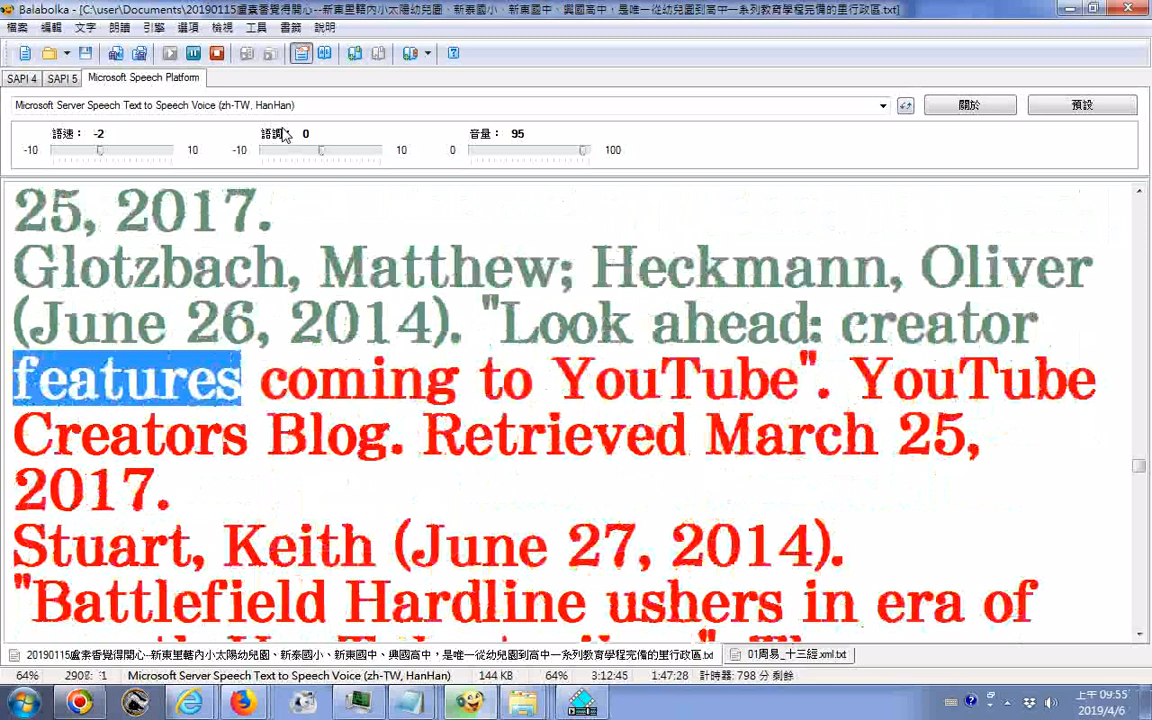 Balabolka - [C:\user\Documents\20190115盧素香覺得開心--新東里轄內小太陽幼兒園、新泰國小、新東國中、興國高中，是唯一從幼兒園到高中一系列教育學程完備的里行政區.txt]
檔案 編輯 文字 朗讀 引擎 選項 檢視 工具 書籤 說明
SAPI 4 SAPI 5 Microsoft Speech Platform
Microsoft Server Speech Text to Speech Voice (zh-TW, HanHan) 關於 預設
語速： -2 語調： 0 音量： 95
-10 10 -10 10 0 100
25, 2017.
Glotzbach, Matthew; Heckmann, Oliver
(June 26, 2014). "Look ahead: creator
features coming to YouTube". YouTube
Creators Blog. Retrieved March 25,
2017.
Stuart, Keith (June 27, 2014).
"Battlefield Hardline ushers in era of
20190115盧素香覺得開心--新東里轄內小太陽幼兒園、新泰國小、新東國中、興國高中，是唯一從幼兒園到高中一系列教育學程完備的里行政區.txt 01周易_十三經.txt
64% Microsoft Server Speech Text to Speech Voice (zh-TW, HanHan) 144 KB 64% 3:12:45 1:47:28 計時器: 798 分 剩餘
上午 09:55
2019/4/6